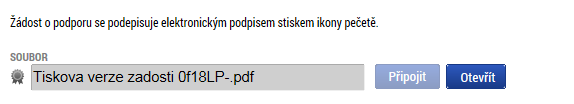 Žádost o podporu se podepisuje elektronickým podpisem stiskem ikony pečetě.
SOUBOR
Tiskova verze zadosti 0f18LP-.pdf Připojit Otevřít